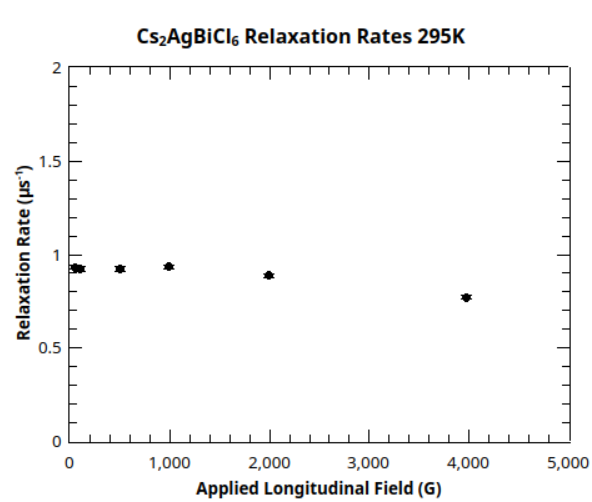 Cs₂AgBiCl₆ Relaxation Rates 295K
2
1.5
1
0.5
0
Relaxation Rate (μs⁻¹)
0 1,000 2,000 3,000 4,000 5,000
Applied Longitudinal Field (G)